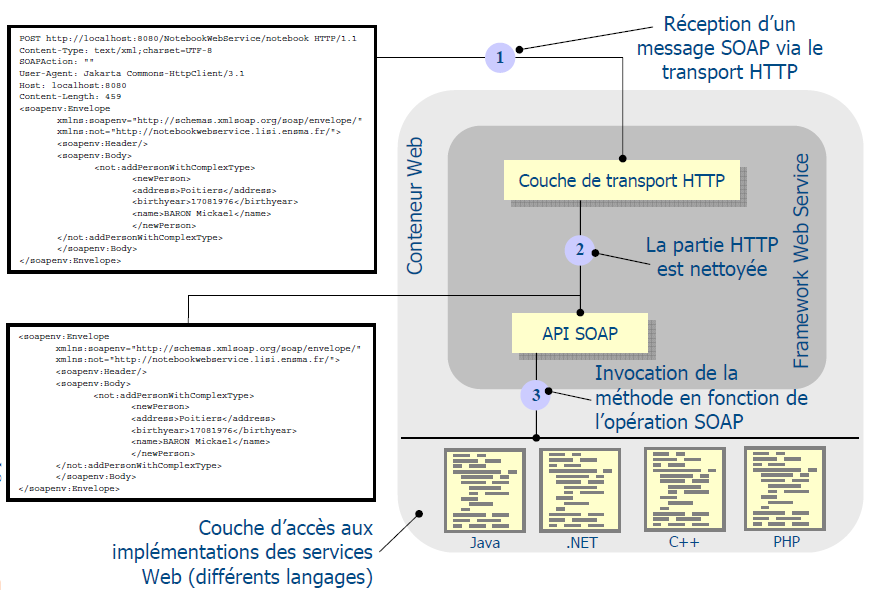 POST http://localhost:8080/NotebookWebService/notebook HTTP/1.1
Content-Type: text/xml;charset=UTF-8
SOAPAction: ""
User-Agent: Jakarta Commons-HttpClient/3.1
Host: localhost:8080
Content-Length: 459
<soapenv:Envelope
xmlns:soapenv="http://schemas.xmlsoap.org/soap/envelope/"
xmlns:not="http://notebookwebservice.lisi.ensma.fr/">
<soapenv:Header/>
<soapenv:Body>
<not:addPersonWithComplexType>
<newPerson>
<address>Poitiers</address>
<birthyear>17081976</birthyear>
<name>BARON Mickael</name>
</newPerson>
</not:addPersonWithComplexType>
</soapenv:Body>
</soapenv:Envelope>
1
Réception d'un
message SOAP via le
transport HTTP
Conteneur Web
Framework Web Service
Couche de transport HTTP
2
La partie HTTP
est nettoyée
API SOAP
<soapenv:Envelope
xmlns:soapenv="http://schemas.xmlsoap.org/soap/envelope/"
xmlns:not="http://notebookwebservice.lisi.ensma.fr/">
<soapenv:Header/>
<soapenv:Body>
<not:addPersonWithComplexType>
<newPerson>
<address>Poitiers</address>
<birthyear>17081976</birthyear>
<name>BARON Mickael</name>
</newPerson>
</not:addPersonWithComplexType>
</soapenv:Body>
</soapenv:Envelope>
3
Invocation de la
méthode en fonction de
l'opération SOAP
Couche d'accès aux
implémentations des services
Web (différents langages)
Java
.NET
C++
PHP